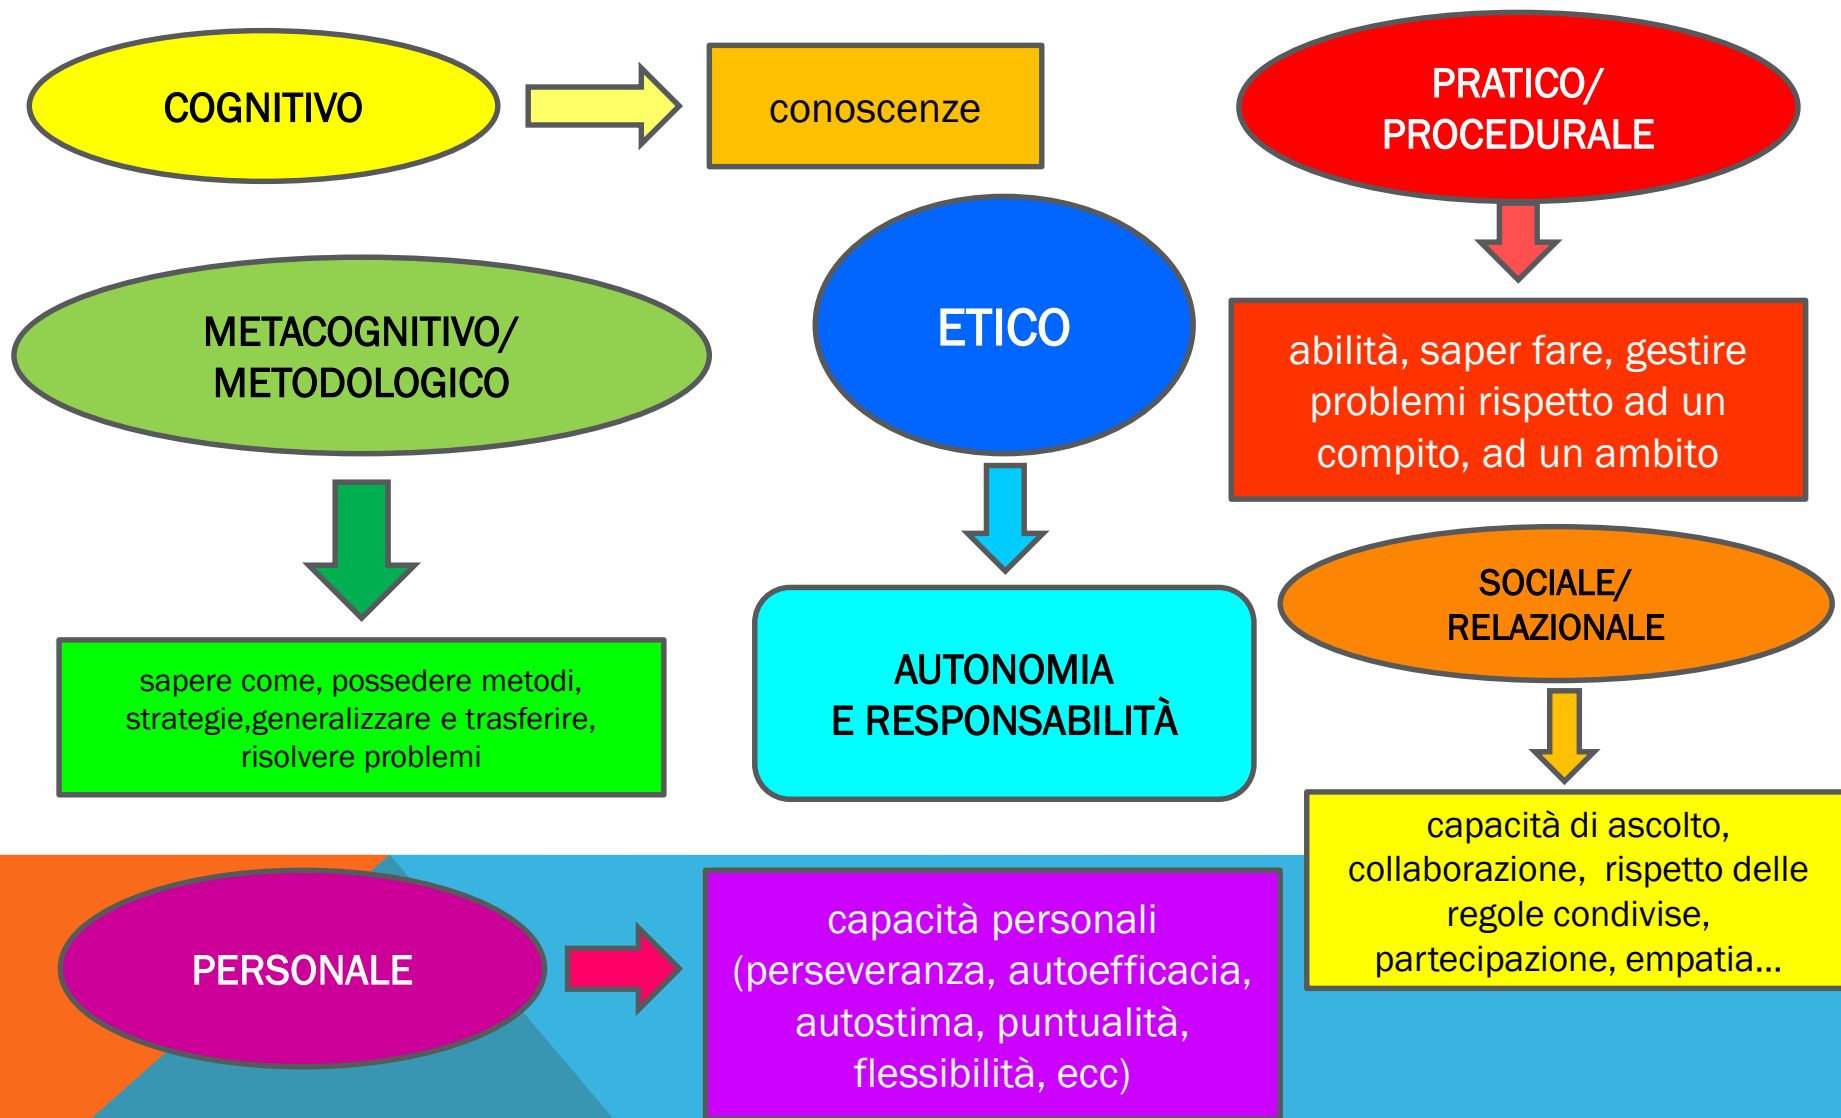 COGNITIVO
conoscenze
PRATICO/
PROCEDURALE
abilità, saper fare, gestire
problemi rispetto ad un
compito, ad un ambito
METACOGNITIVO/
METODOLOGICO
sapere come, possedere metodi,
strategie,generalizzare e trasferire,
risolvere problemi
ETICO
AUTONOMIA
E RESPONSABILITÀ
SOCIALE/
RELAZIONALE
capacità di ascolto,
collaborazione, rispetto delle
regole condivise,
partecipazione, empatia...
PERSONALE
capacità personali
(perseveranza, autoefficacia,
autostima, puntualità,
flessibilità, ecc)